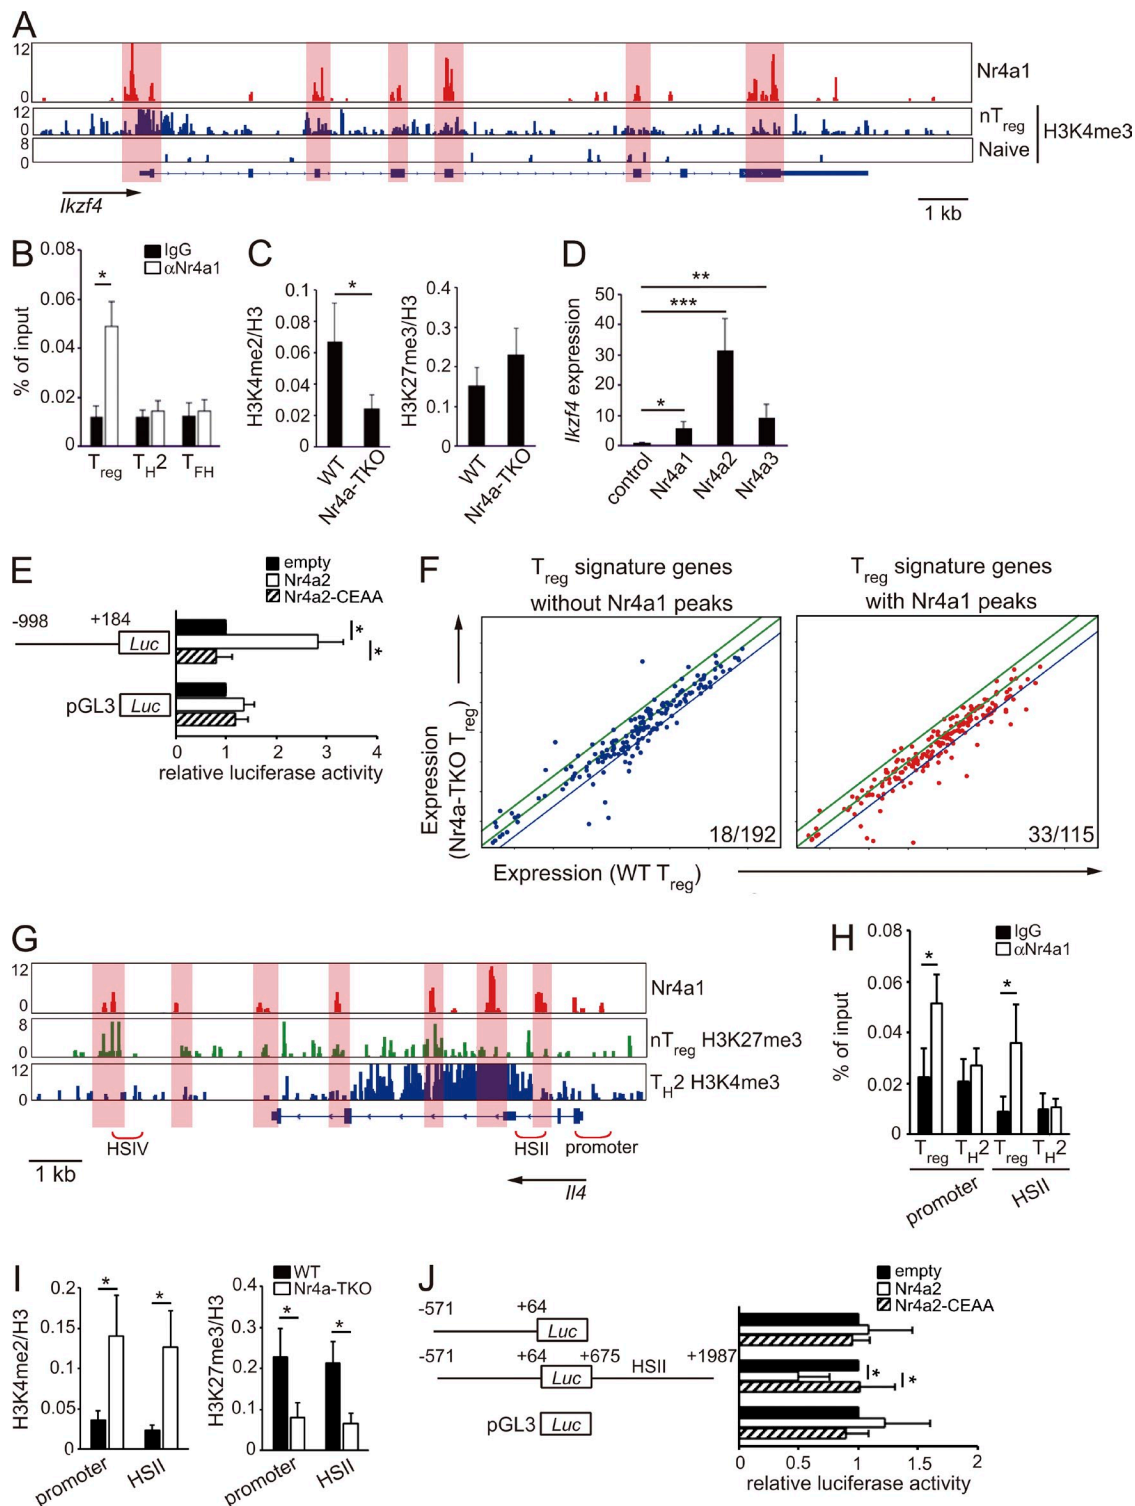 A
12
0
Nr4a1
12
0
nTreg
H3K4me3
8
0
Naive
Ikzf4
1 kb
B
IgG
αNr4a1
% of input
0.08
0.06
0.04
0.02
0
*
Treg TH2 TFH
C
H3K4me2/H3
0.1
0.08
0.06
0.04
0.02
0
*
WT
Nr4a-TKO
H3K27me3/H3
0.4
0.3
0.2
0.1
0
WT
Nr4a-TKO
D
Ikzf4 expression
50
40
30
20
10
0
**
***
*
control
Nr4a1
Nr4a2
Nr4a3
E
empty
Nr4a2
Nr4a2-CEAA
-998 +184
Luc
*
*
pGL3 Luc
0 1 2 3 4
relative luciferase activity
F
Treg signature genes
without Nr4a1 peaks
Treg signature genes
with Nr4a1 peaks
Expression
(Nr4a-TKO Treg)
18/192
33/115
Expression (WT Treg)
G
12
0
Nr4a1
8
0
nTreg H3K27me3
12
0
TH2 H3K4me3
HSIV HSII promoter
1 kb
Il4
H
IgG
αNr4a1
% of input
0.08
0.06
0.04
0.02
0
*
*
Treg TH2 Treg TH2
promoter
HSII
I
H3K4me2/H3
0.2
0.15
0.1
0.05
0
*
*
promoter
HSII
WT
Nr4a-TKO
H3K27me3/H3
0.4
0.3
0.2
0.1
0
*
*
promoter
HSII
J
empty
Nr4a2
Nr4a2-CEAA
-571 +64
Luc
-571 +64 +675 HSII +1987
Luc
*
*
pGL3 Luc
0 0.5 1 1.5 2
relative luciferase activity